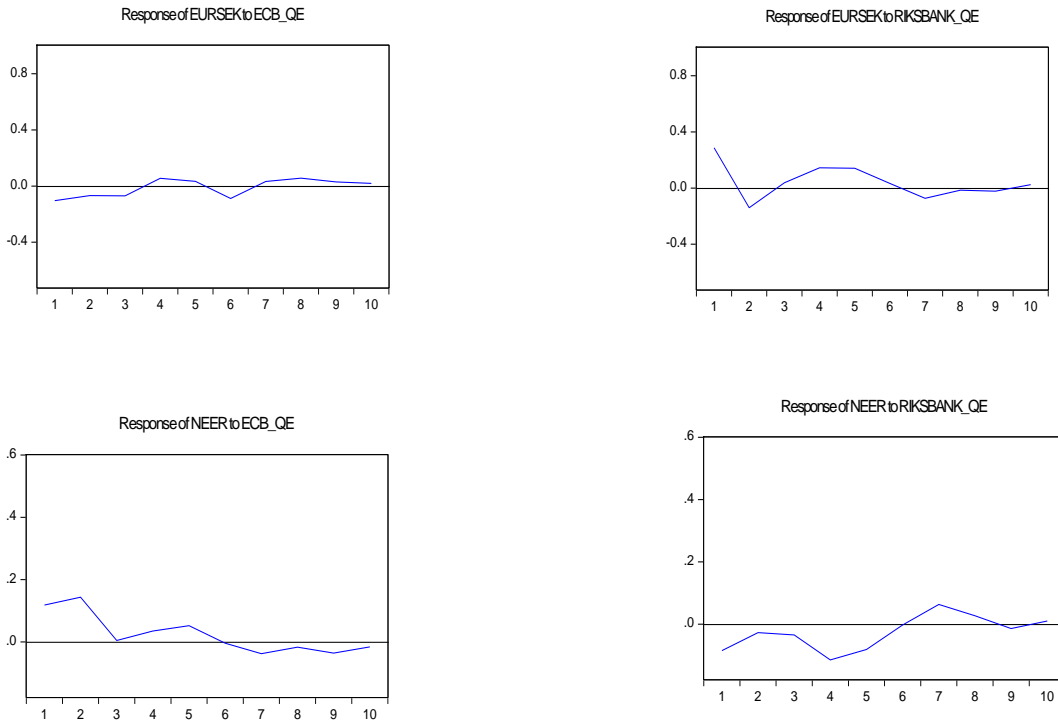 Response of EURSEK to ECB_QE
0.8
0.4
0.0
-0.4
1 2 3 4 5 6 7 8 9 10
Response of EURSEK to RIKSBANK_QE
0.8
0.4
0.0
-0.4
1 2 3 4 5 6 7 8 9 10
Response of NEER to ECB_QE
.6
.4
.2
.0
1 2 3 4 5 6 7 8 9 10
Response of NEER to RIKSBANK_QE
.6
.4
.2
.0
1 2 3 4 5 6 7 8 9 10